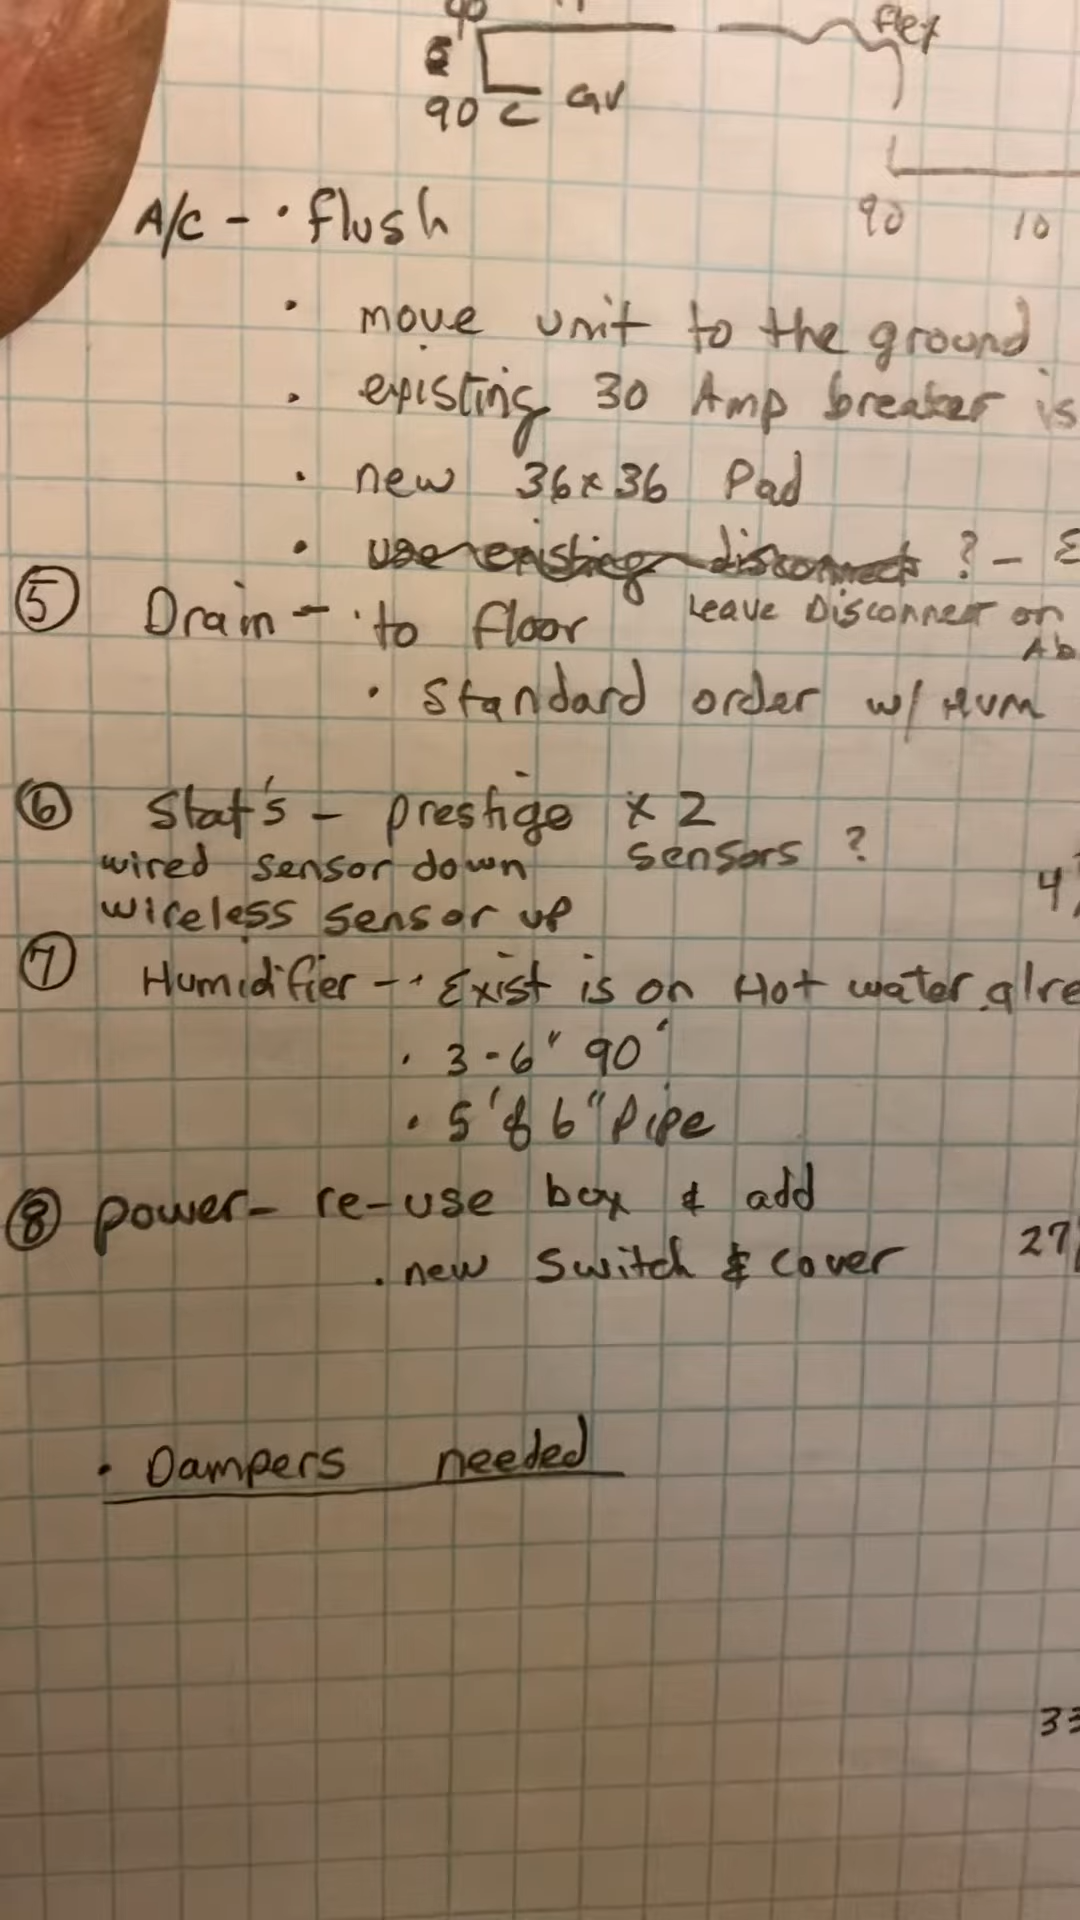 90
flex
90 C GV
90 10
A/C - · flush
· move unit to the ground
· existing 30 Amp breaker is
· new 36x36 Pad
· use existing disconnect ? -
Leave Disconnect on
⑤ Drain - · to floor
· Standard order w/ HUM
⑥ Stat's - prestige x 2
sensors ?
wired sensor down
wireless sensor up
4
⑦ Humidifier - · Exist is on Hot water
· 3 - 6" 90°
· 5' of 6" Pipe
⑧ power - re-use box & add
27
· new switch & cover
· Dampers needed
33